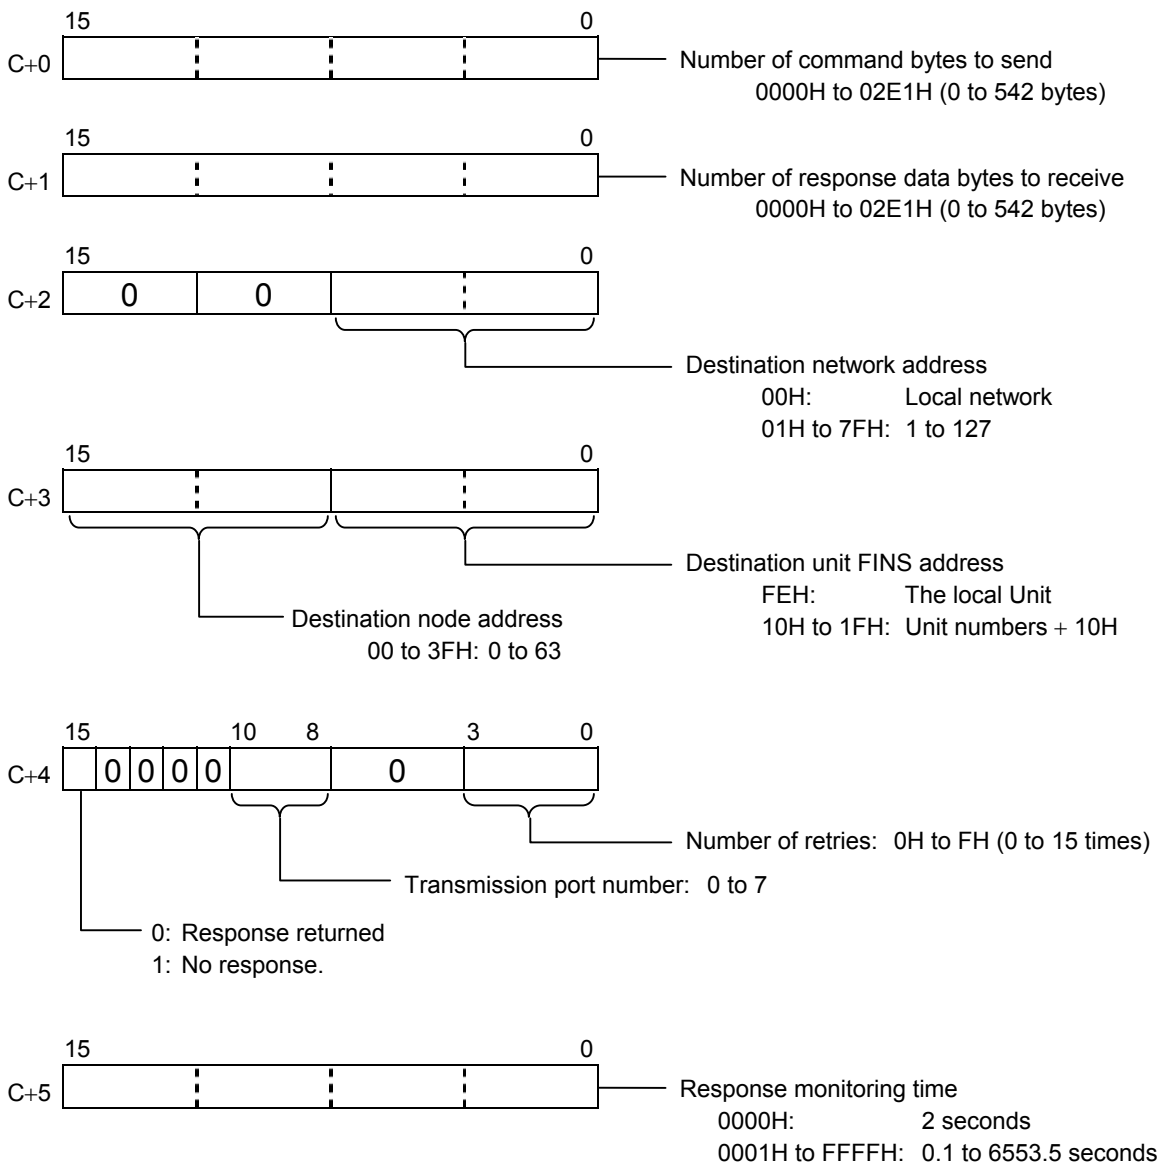 15 0
C+0
Number of command bytes to send
0000H to 02E1H (0 to 542 bytes)
15 0
C+1
Number of response data bytes to receive
0000H to 02E1H (0 to 542 bytes)
15 0
C+2 0 0
Destination network address
00H: Local network
01H to 7FH: 1 to 127
15 0
C+3
Destination unit FINS address
FEH: The local Unit
10H to 1FH: Unit numbers + 10H
Destination node address
00 to 3FH: 0 to 63
15 10 8 3 0
C+4 0 0 0 0 0
Number of retries: 0H to FH (0 to 15 times)
Transmission port number: 0 to 7
0: Response returned
1: No response.
15 0
C+5
Response monitoring time
0000H: 2 seconds
0001H to FFFFH: 0.1 to 6553.5 seconds